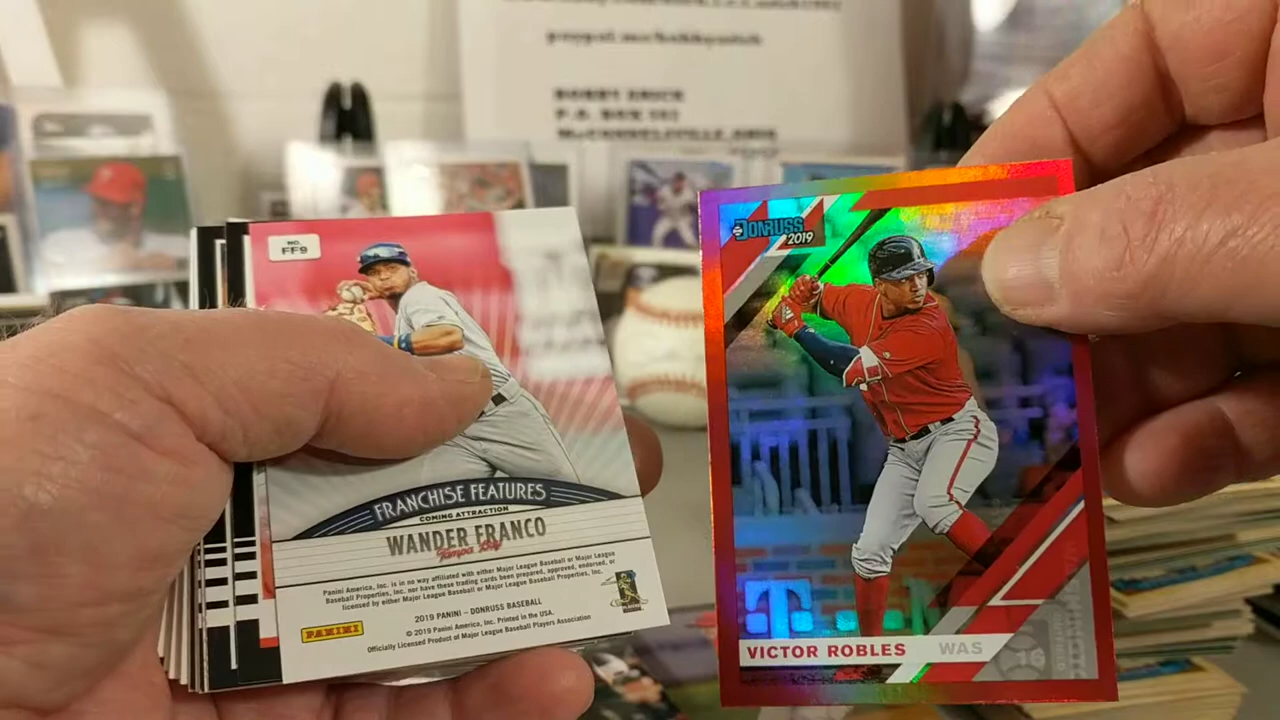 BOBBY
P.O. BOX
McCONNELSVILLE, OHIO
NO.
FF9
FRANCHISE FEATURES
COMING ATTRACTION
WANDER FRANCO
Tampa Bay
Panini America, Inc. is in no way affiliated with either Major League Baseball or Major League
Baseball Properties, Inc. nor have these trading cards been prepared, approved, endorsed, or
licensed by either Major League Baseball or Major League Baseball Properties, Inc.
2019 PANINI – DONRUSS BASEBALL
© 2019 Panini America, Inc. Printed in the USA.
Officially Licensed Product of Major League Baseball Players Association
PANINI
DONRUSS
2019
VICTOR ROBLES WAS